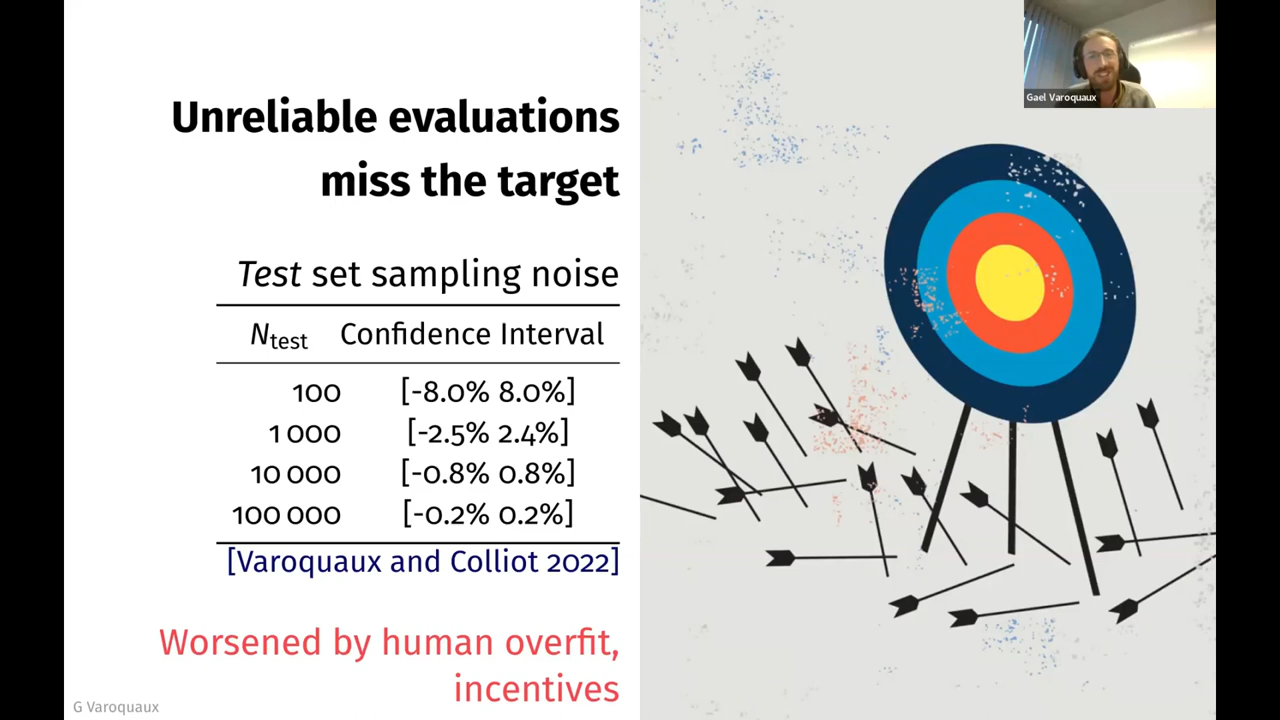 Unreliable evaluations
miss the target
Test set sampling noise
N_test Confidence Interval
100 [-8.0% 8.0%]
1 000 [-2.5% 2.4%]
10 000 [-0.8% 0.8%]
100 000 [-0.2% 0.2%]
[Varoquaux and Colliot 2022]
Worsened by human overfit,
incentives
G Varoquaux
Gael Varoquaux